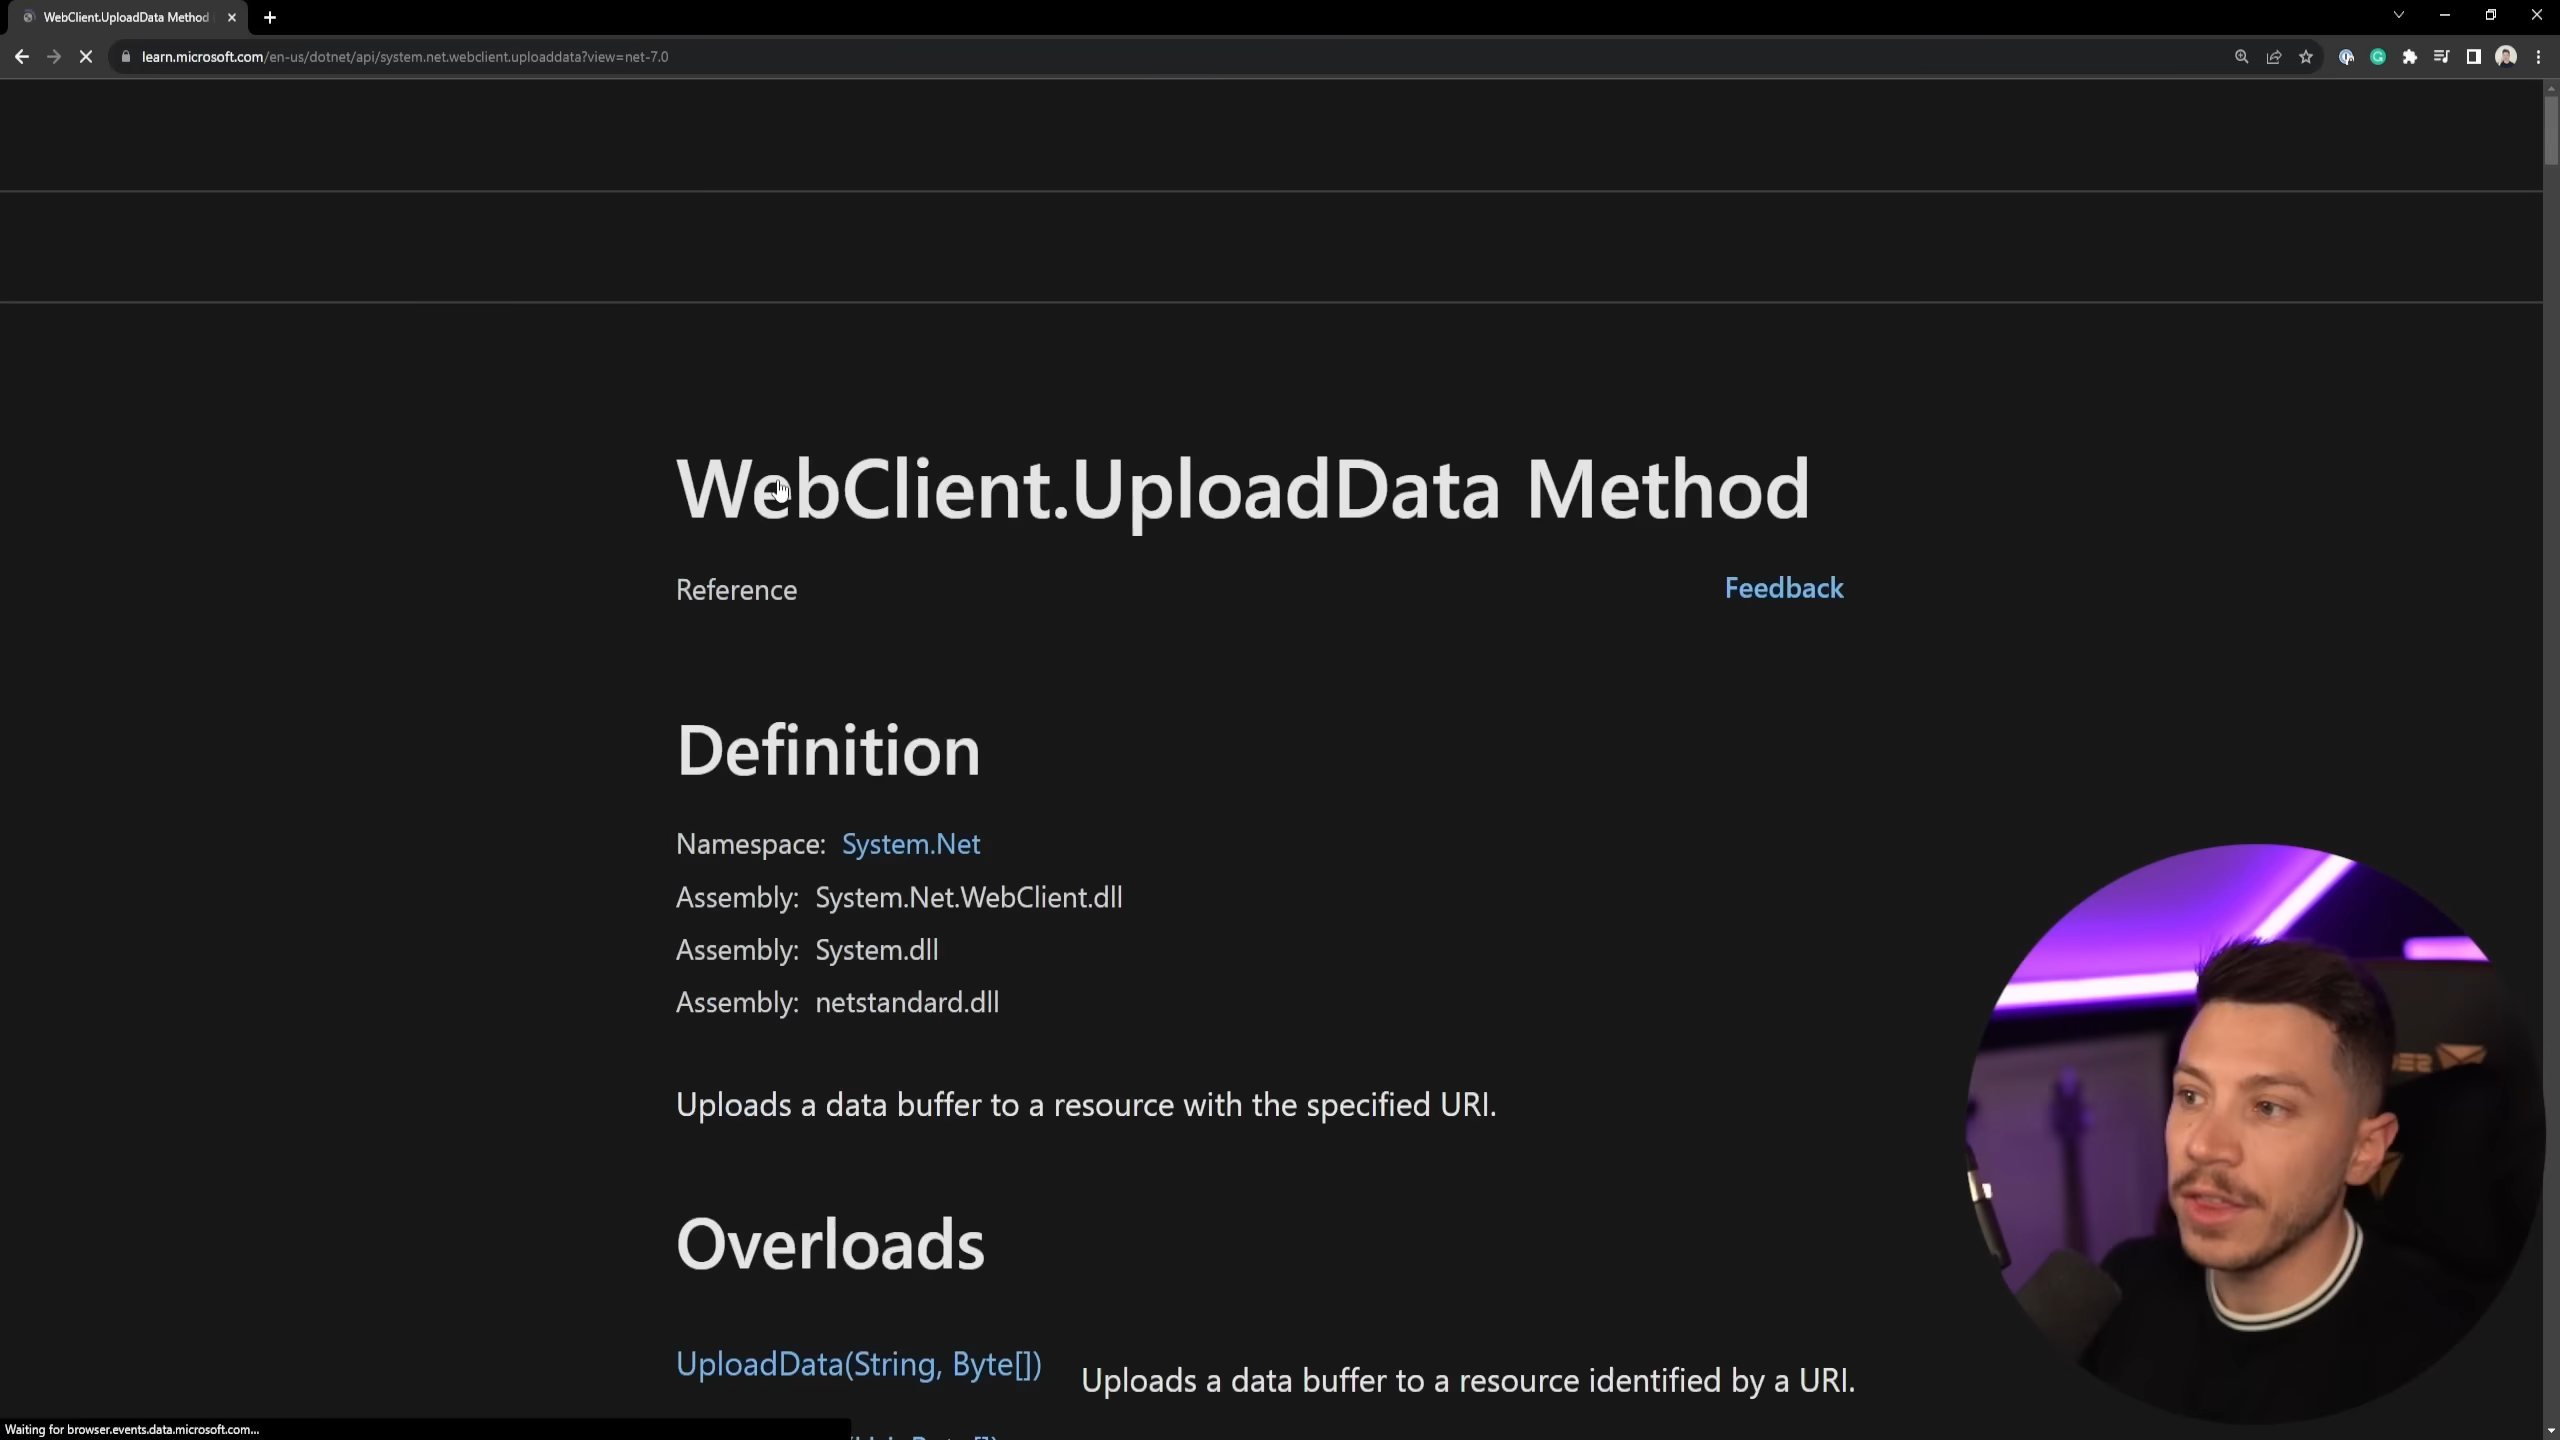 WebClient.UploadData Method
learn.microsoft.com/en-us/dotnet/api/system.net.webclient.uploaddata?view=net-7.0
WebClient.UploadData Method
Reference
Feedback
Definition
Namespace: System.Net
Assembly: System.Net.WebClient.dll
Assembly: System.dll
Assembly: netstandard.dll
Uploads a data buffer to a resource with the specified URI.
Overloads
UploadData(String, Byte[])
Uploads a data buffer to a resource identified by a URI.
Waiting for browser.events.data.microsoft.com...